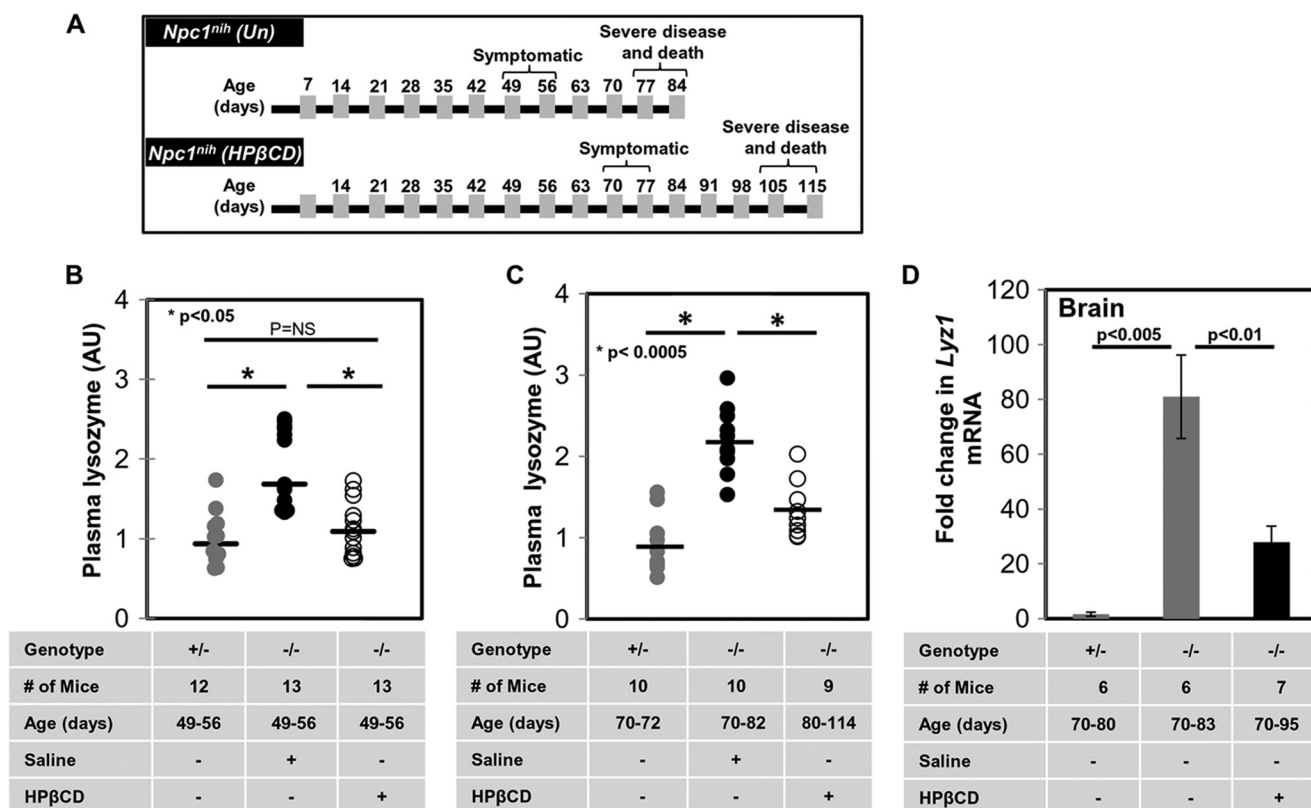 A
Npc1nih (Un)
Symptomatic
Severe disease
and death
Age
(days)
7 14 21 28 35 42 49 56 63 70 77 84
Npc1nih (HPβCD)
Symptomatic
Severe disease
and death
Age
(days)
14 21 28 35 42 49 56 63 70 77 84 91 98 105 115
B
Plasma lysozyme (AU)
4
3
2
1
0
* p<0.05
P=NS
*
*
Genotype +/- -/- -/-
# of Mice 12 13 13
Age (days) 49-56 49-56 49-56
Saline - + -
HPβCD - - +
C
Plasma lysozyme (AU)
4
3
2
1
0
*
*
* p< 0.0005
Genotype +/- -/- -/-
# of Mice 10 10 9
Age (days) 70-72 70-82 80-114
Saline - + -
HPβCD - - +
D
Fold change in Lyz1
mRNA
120
100
80
60
40
20
0
Brain
p<0.005
p<0.01
Genotype +/- -/- -/-
# of Mice 6 6 7
Age (days) 70-80 70-83 70-95
Saline - - -
HPβCD - - +